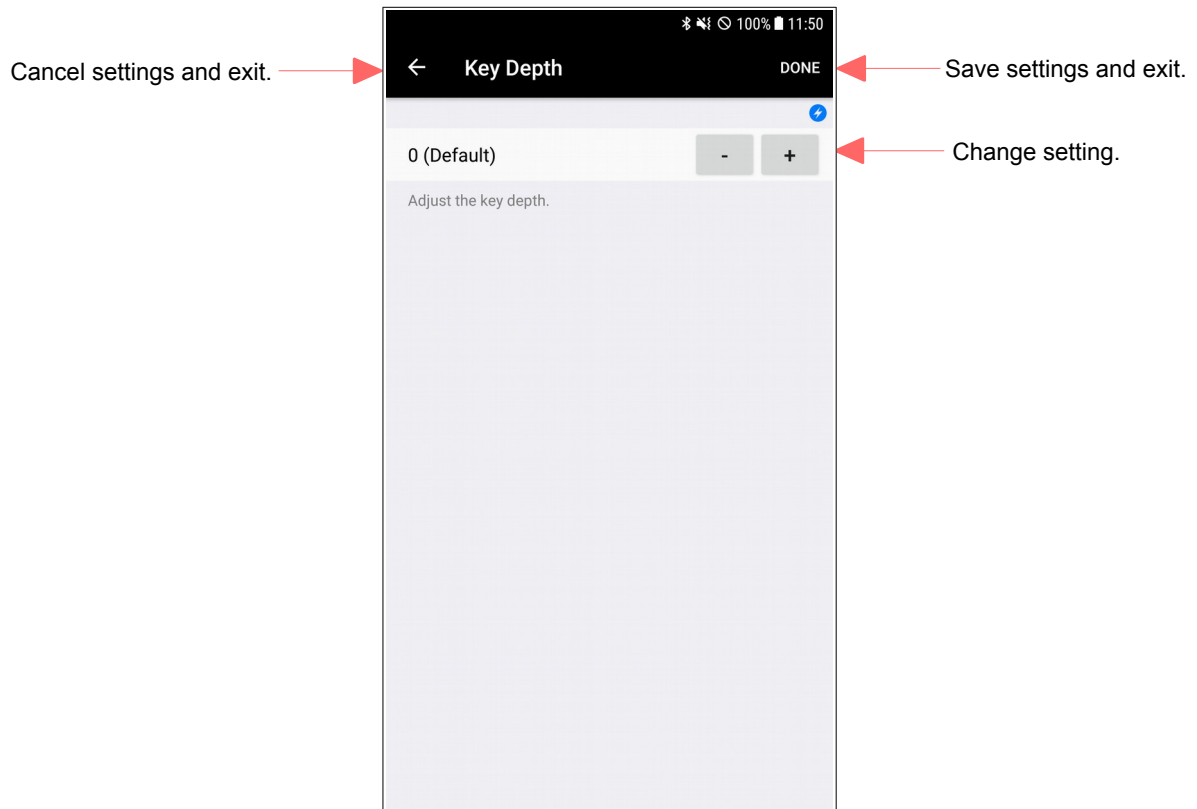 100% 11:50
Cancel settings and exit.
← Key Depth DONE
Save settings and exit.
0 (Default) - +
Change setting.
Adjust the key depth.